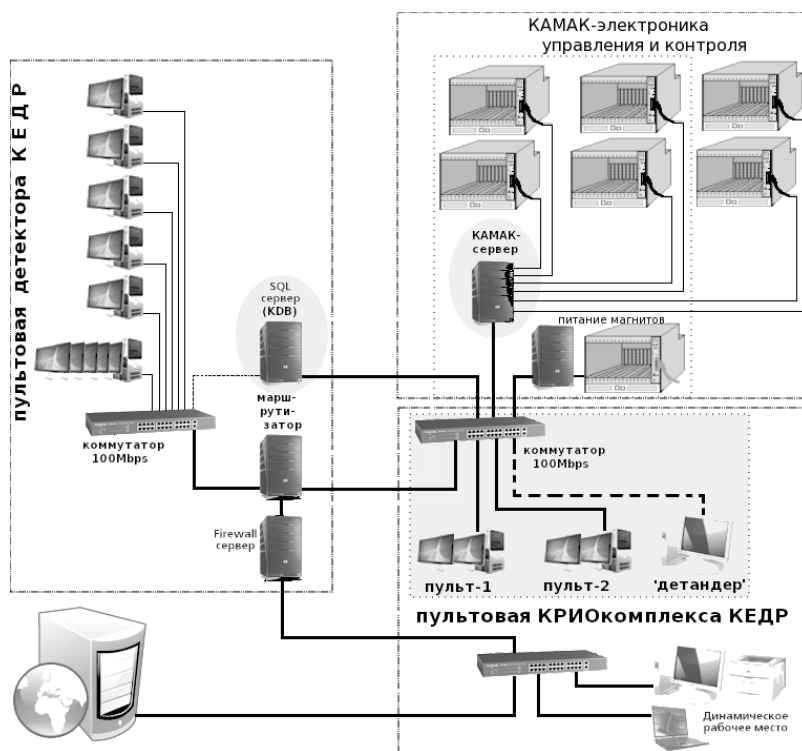 КАМАК-электроника
управления и контроля
пультовая детектора КЕДР
КАМАК-
сервер
SQL
сервер
(KDB)
питание магнитов
марш-
рути-
затор
коммутатор
100Mbps
коммутатор
100Mbps
Firewall
сервер
пульт-1
пульт-2
'детандер'
пультовая КРИОкомплекса КЕДР
Динамическое
рабочее место